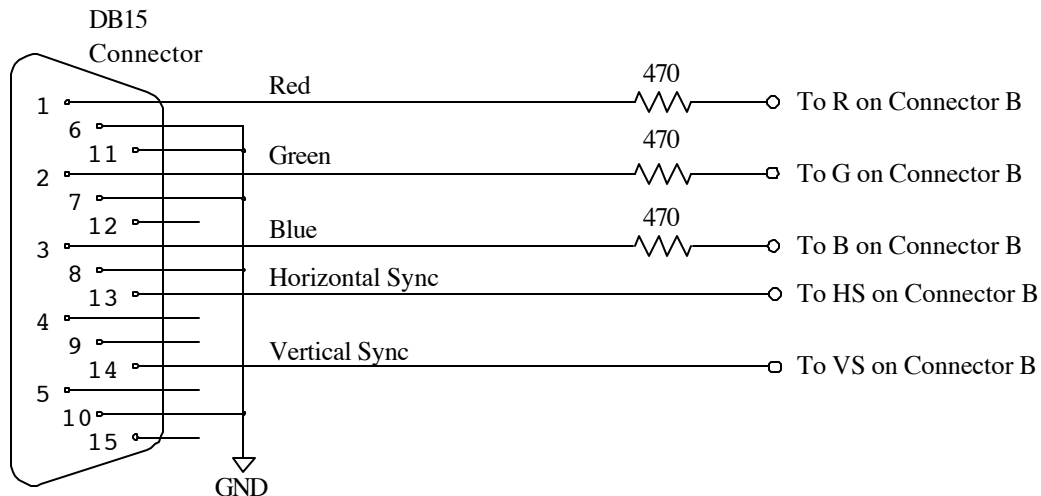 DB15
Connector
Red
470
1
To R on Connector B
6
11
Green
470
2
To G on Connector B
7
12
Blue
470
3
To B on Connector B
8
Horizontal Sync
13
To HS on Connector B
4
9
Vertical Sync
14
To VS on Connector B
5
10
15
GND